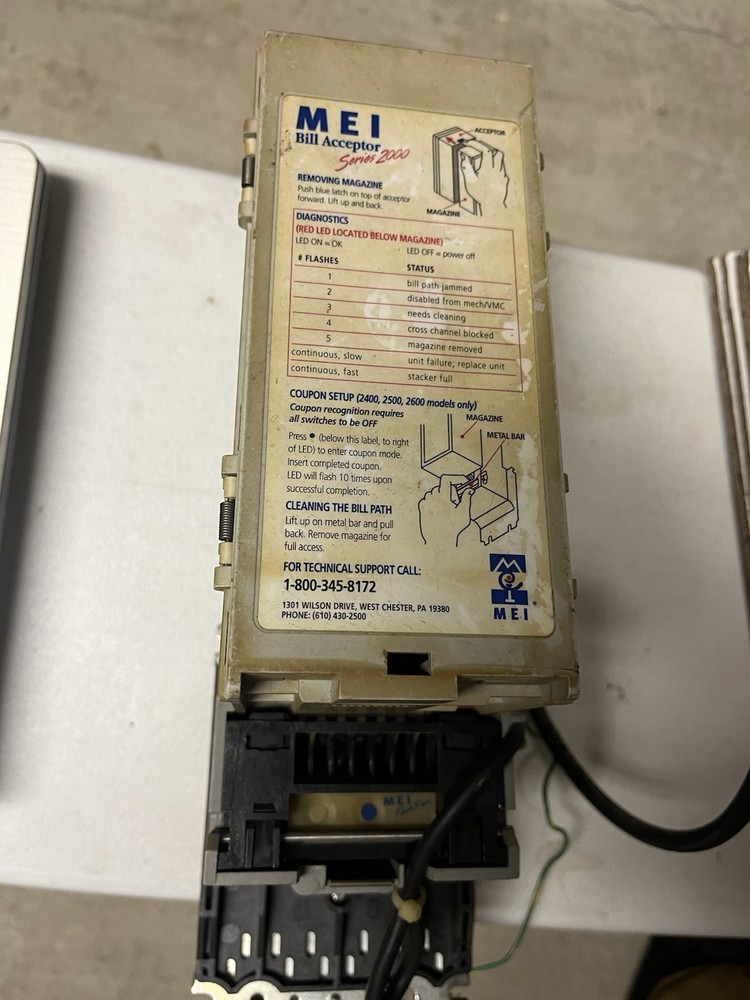 MEI
Bill Acceptor
Series 2000
ACCEPTOR
REMOVING MAGAZINE
Push blue latch on top of acceptor
forward. Lift up and back.
MAGAZINE
DIAGNOSTICS
(RED LED LOCATED BELOW MAGAZINE)
LED ON = OK LED OFF = power off
# FLASHES STATUS
1 bill path jammed
2 disabled from mech/VMC
3 needs cleaning
4 cross channel blocked
5 magazine removed
continuous, slow unit failure; replace unit
continuous, fast stacker full
COUPON SETUP (2400, 2500, 2600 models only)
Coupon recognition requires
all switches to be OFF
MAGAZINE
METAL BAR
Press ● (below this label, to right
of LED) to enter coupon mode.
Insert completed coupon.
LED will flash 10 times upon
successful completion.
CLEANING THE BILL PATH
Lift up on metal bar and pull
back. Remove magazine for
full access.
FOR TECHNICAL SUPPORT CALL:
1-800-345-8172
1301 WILSON DRIVE, WEST CHESTER, PA 19380
PHONE: (610) 430-2500
MEI
MEI